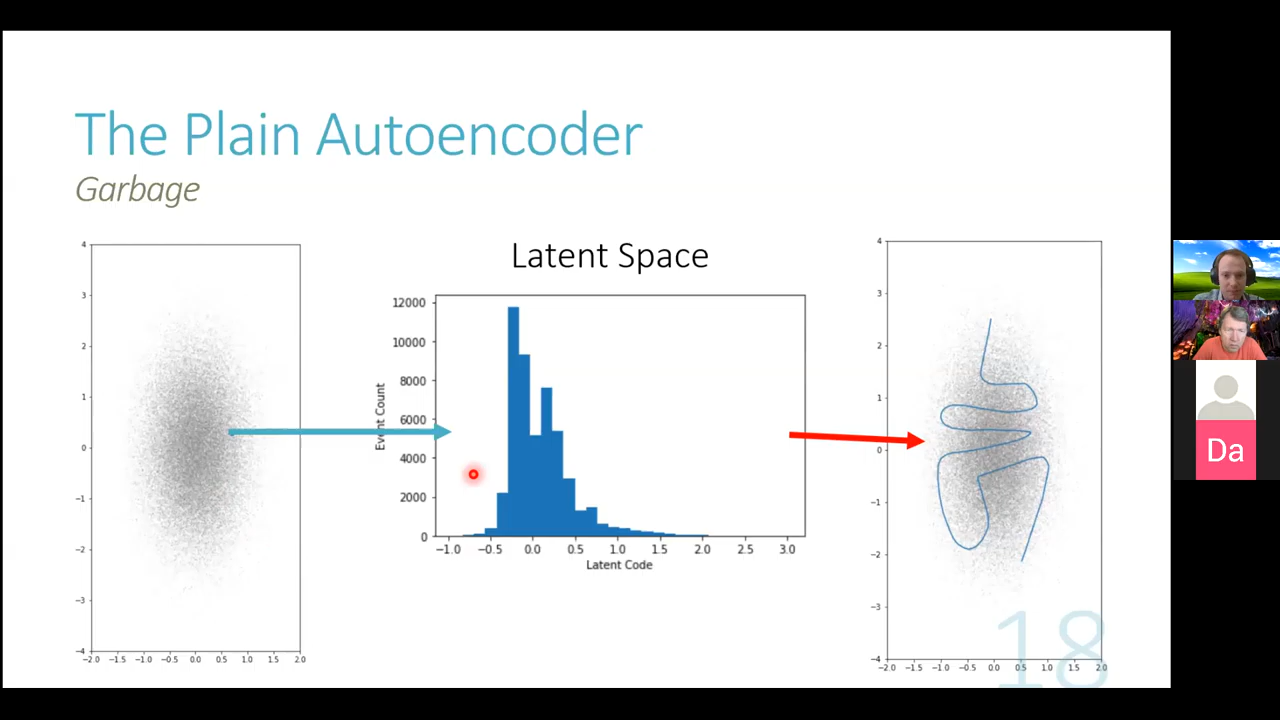 The Plain Autoencoder
Garbage
4
3
2
1
0
−1
−2
−3
−4
−2.0 −1.5 −1.0 −0.5 0.0 0.5 1.0 1.5 2.0
Latent Space
Event Count
12000
10000
8000
6000
4000
2000
0
−1.0 −0.5 0.0 0.5 1.0 1.5 2.0 2.5 3.0
Latent Code
4
3
2
1
0
−1
−2
−3
−4
−2.0 −1.5 −1.0 −0.5 0.0 0.5 1.0 1.5 2.0
18
Da